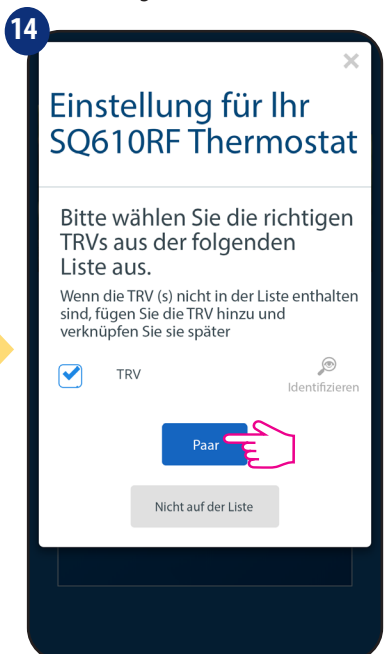 14
Einstellung für Ihr
SQ610RF Thermostat
Bitte wählen Sie die richtigen
TRVs aus der folgenden
Liste aus.
Wenn die TRV (s) nicht in der Liste enthalten
sind, fügen Sie die TRV hinzu und
verknüpfen Sie sie später
TRV
Identifizieren
Paar
Nicht auf der Liste